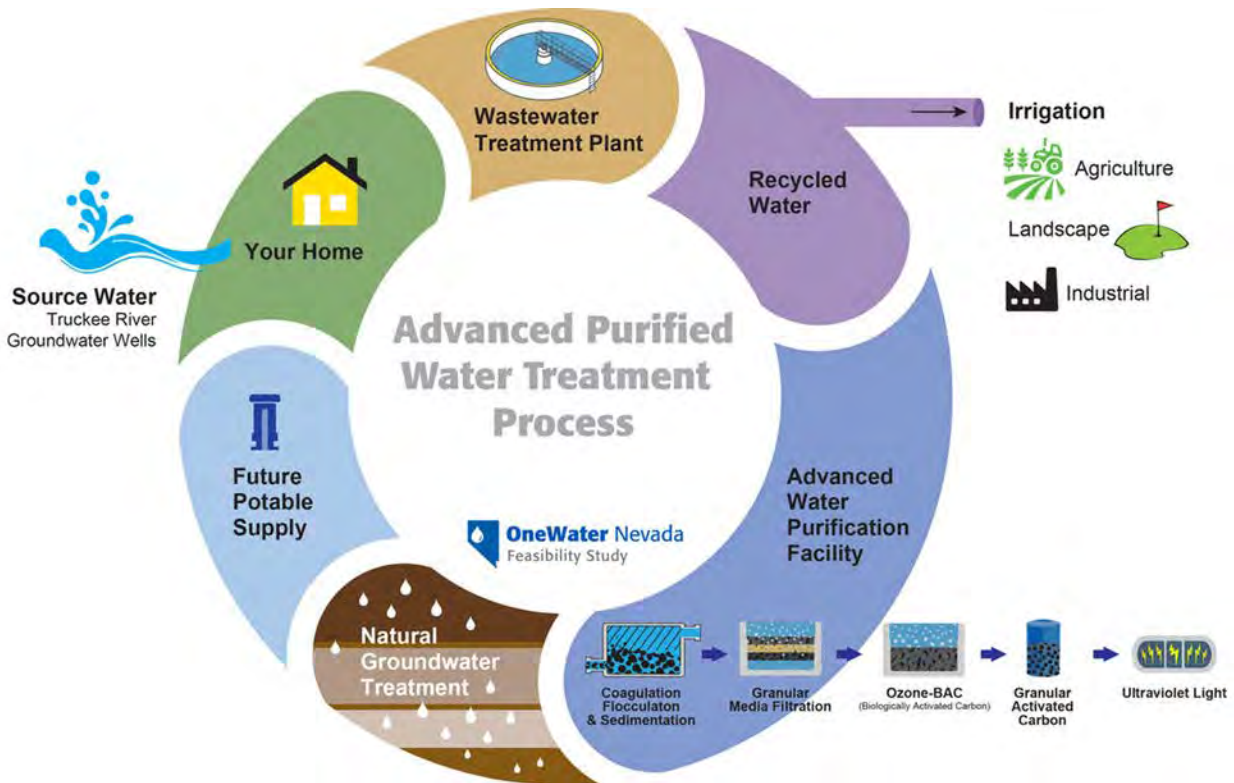 Wastewater
Treatment Plant
Recycled
Water
Irrigation
Agriculture
Landscape
Industrial
Your Home
Source Water
Truckee River
Groundwater Wells
Advanced Purified
Water Treatment
Process
Future
Potable
Supply
Advanced
Water
Purification
Facility
OneWater Nevada
Feasibility Study
Natural
Groundwater
Treatment
Coagulation
Flocculaton
& Sedimentation
Granular
Media Filtration
Ozone-BAC
(Biologically Activated Carbon)
Granular
Activated
Carbon
Ultraviolet Light